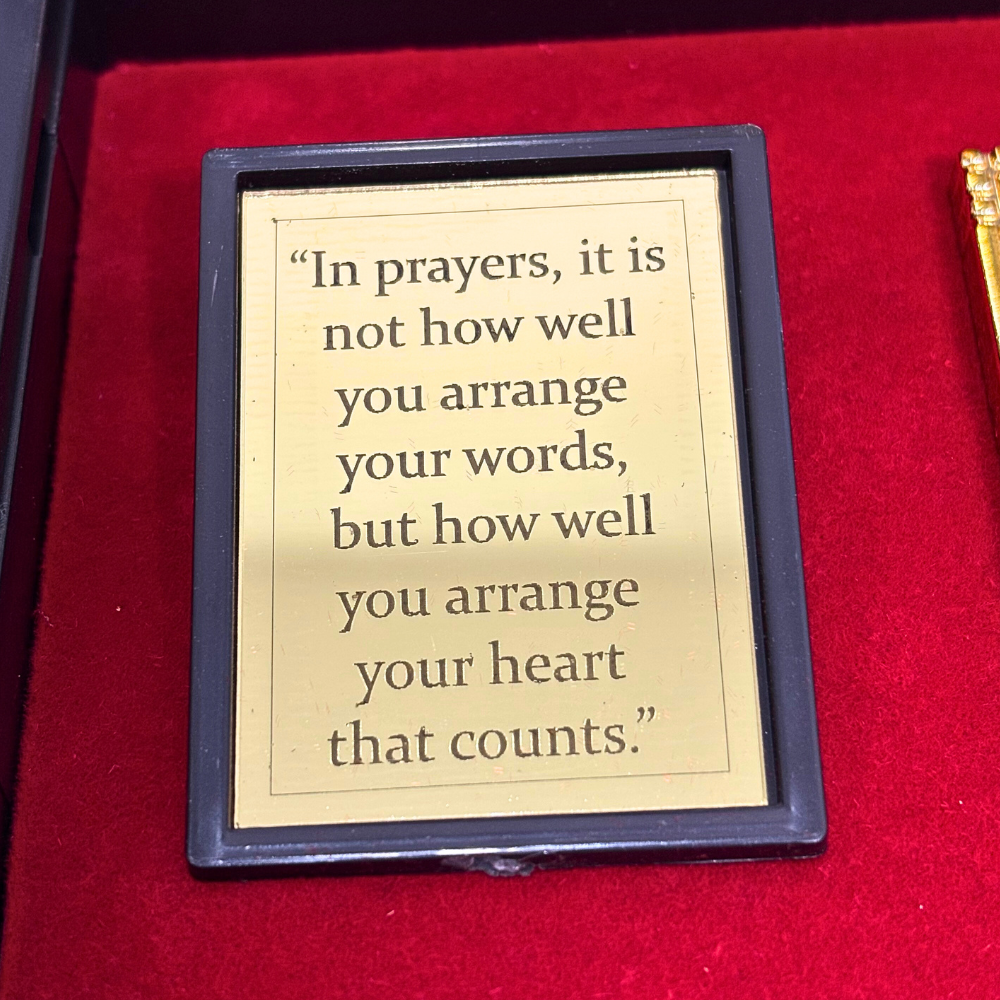 “In prayers, it is
not how well
you arrange
your words,
but how well
you arrange
your heart
that counts.”